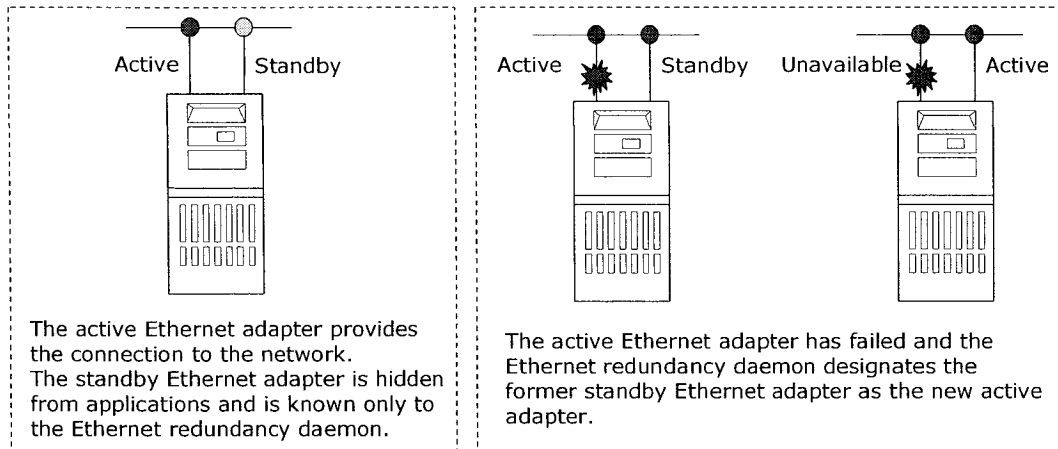 Active
Standby
The active Ethernet adapter provides
the connection to the network.
The standby Ethernet adapter is hidden
from applications and is known only to
the Ethernet redundancy daemon.
Active
Standby
Unavailable
Active
The active Ethernet adapter has failed and the
Ethernet redundancy daemon designates the
former standby Ethernet adapter as the new active
adapter.